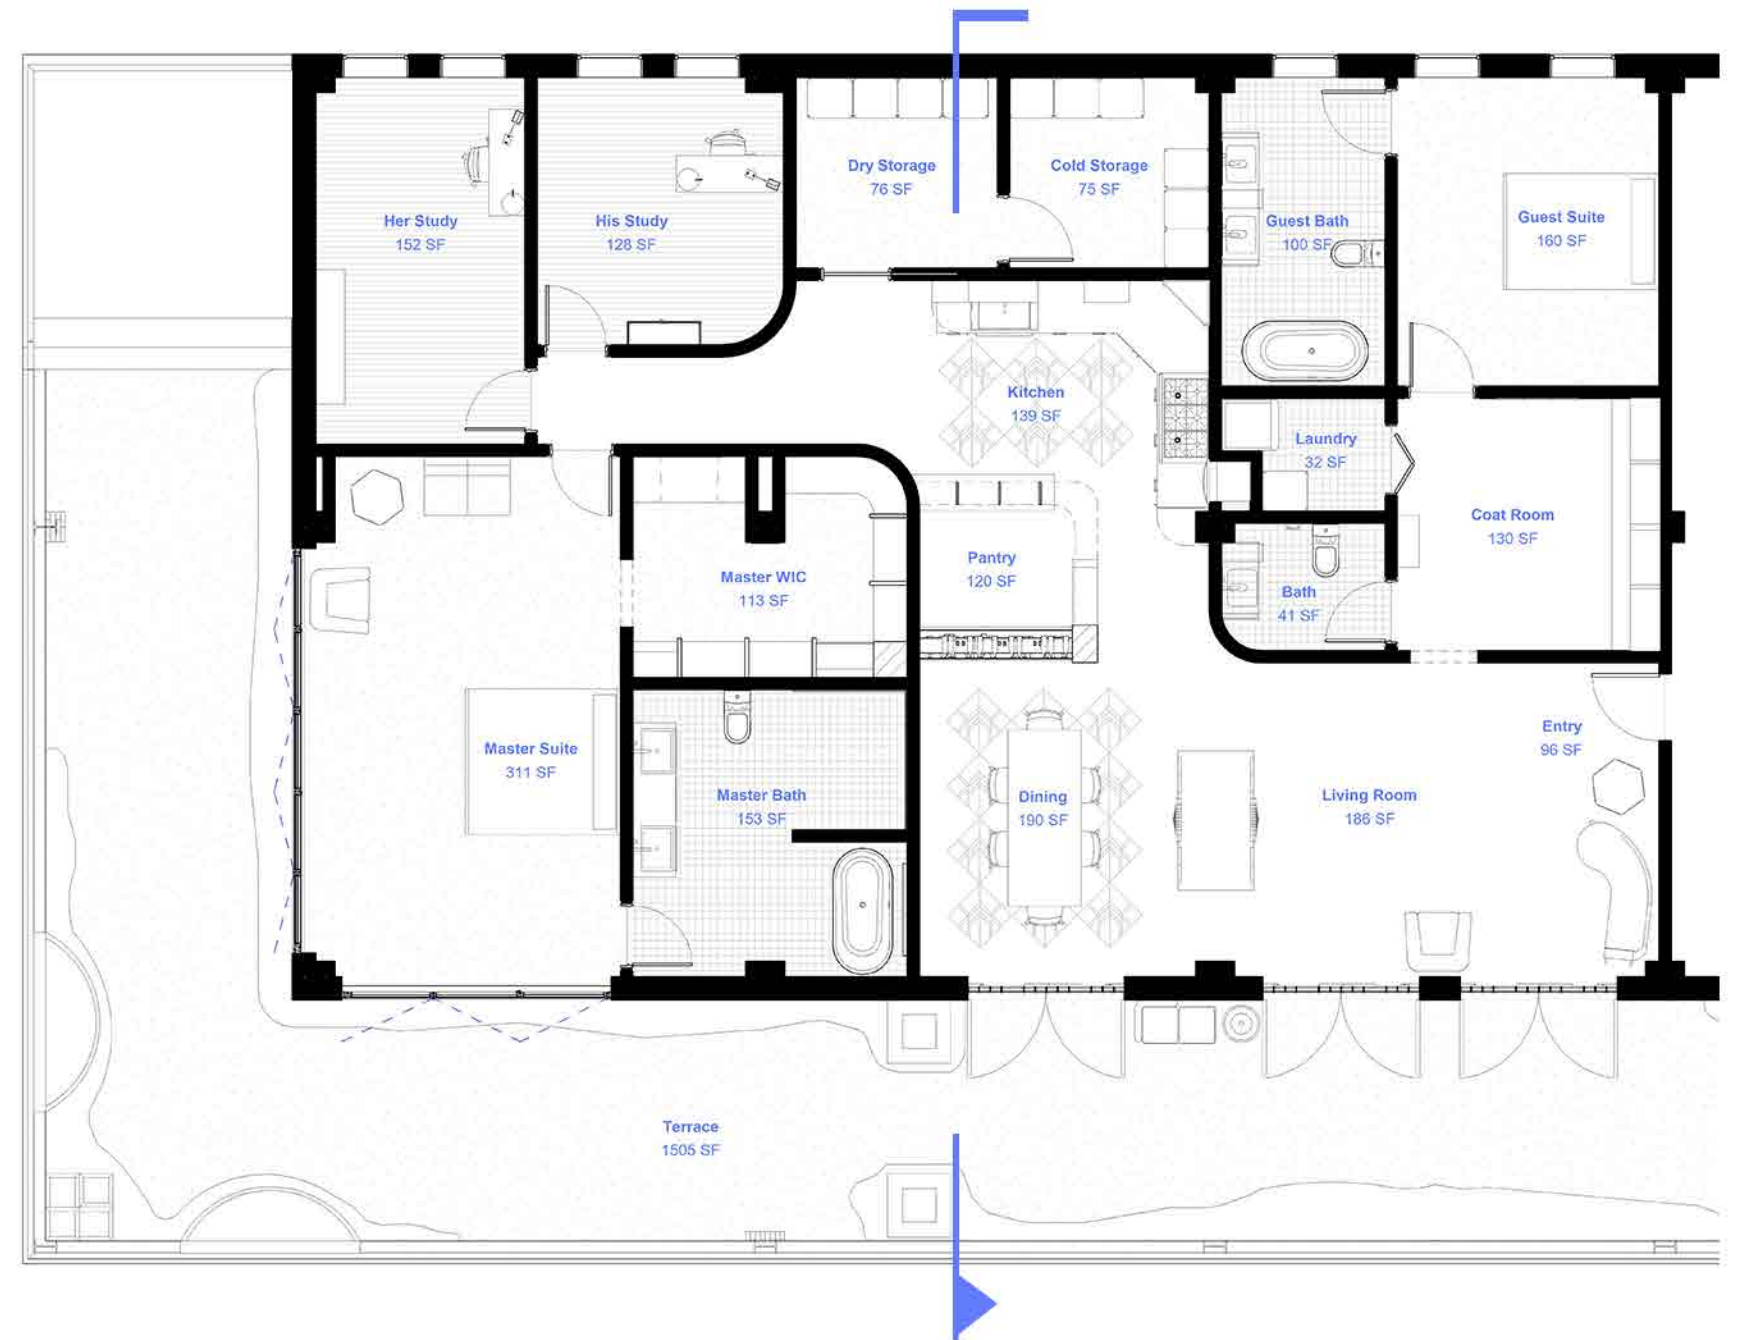 Dry Storage
76 SF
Cold Storage
75 SF
Her Study
152 SF
His Study
128 SF
Guest Bath
100 SF
Guest Suite
160 SF
Kitchen
139 SF
Laundry
32 SF
Coat Room
130 SF
Pantry
120 SF
Master WIC
113 SF
Bath
41 SF
Master Suite
311 SF
Master Bath
153 SF
Dining
190 SF
Living Room
186 SF
Entry
96 SF
Terrace
1505 SF